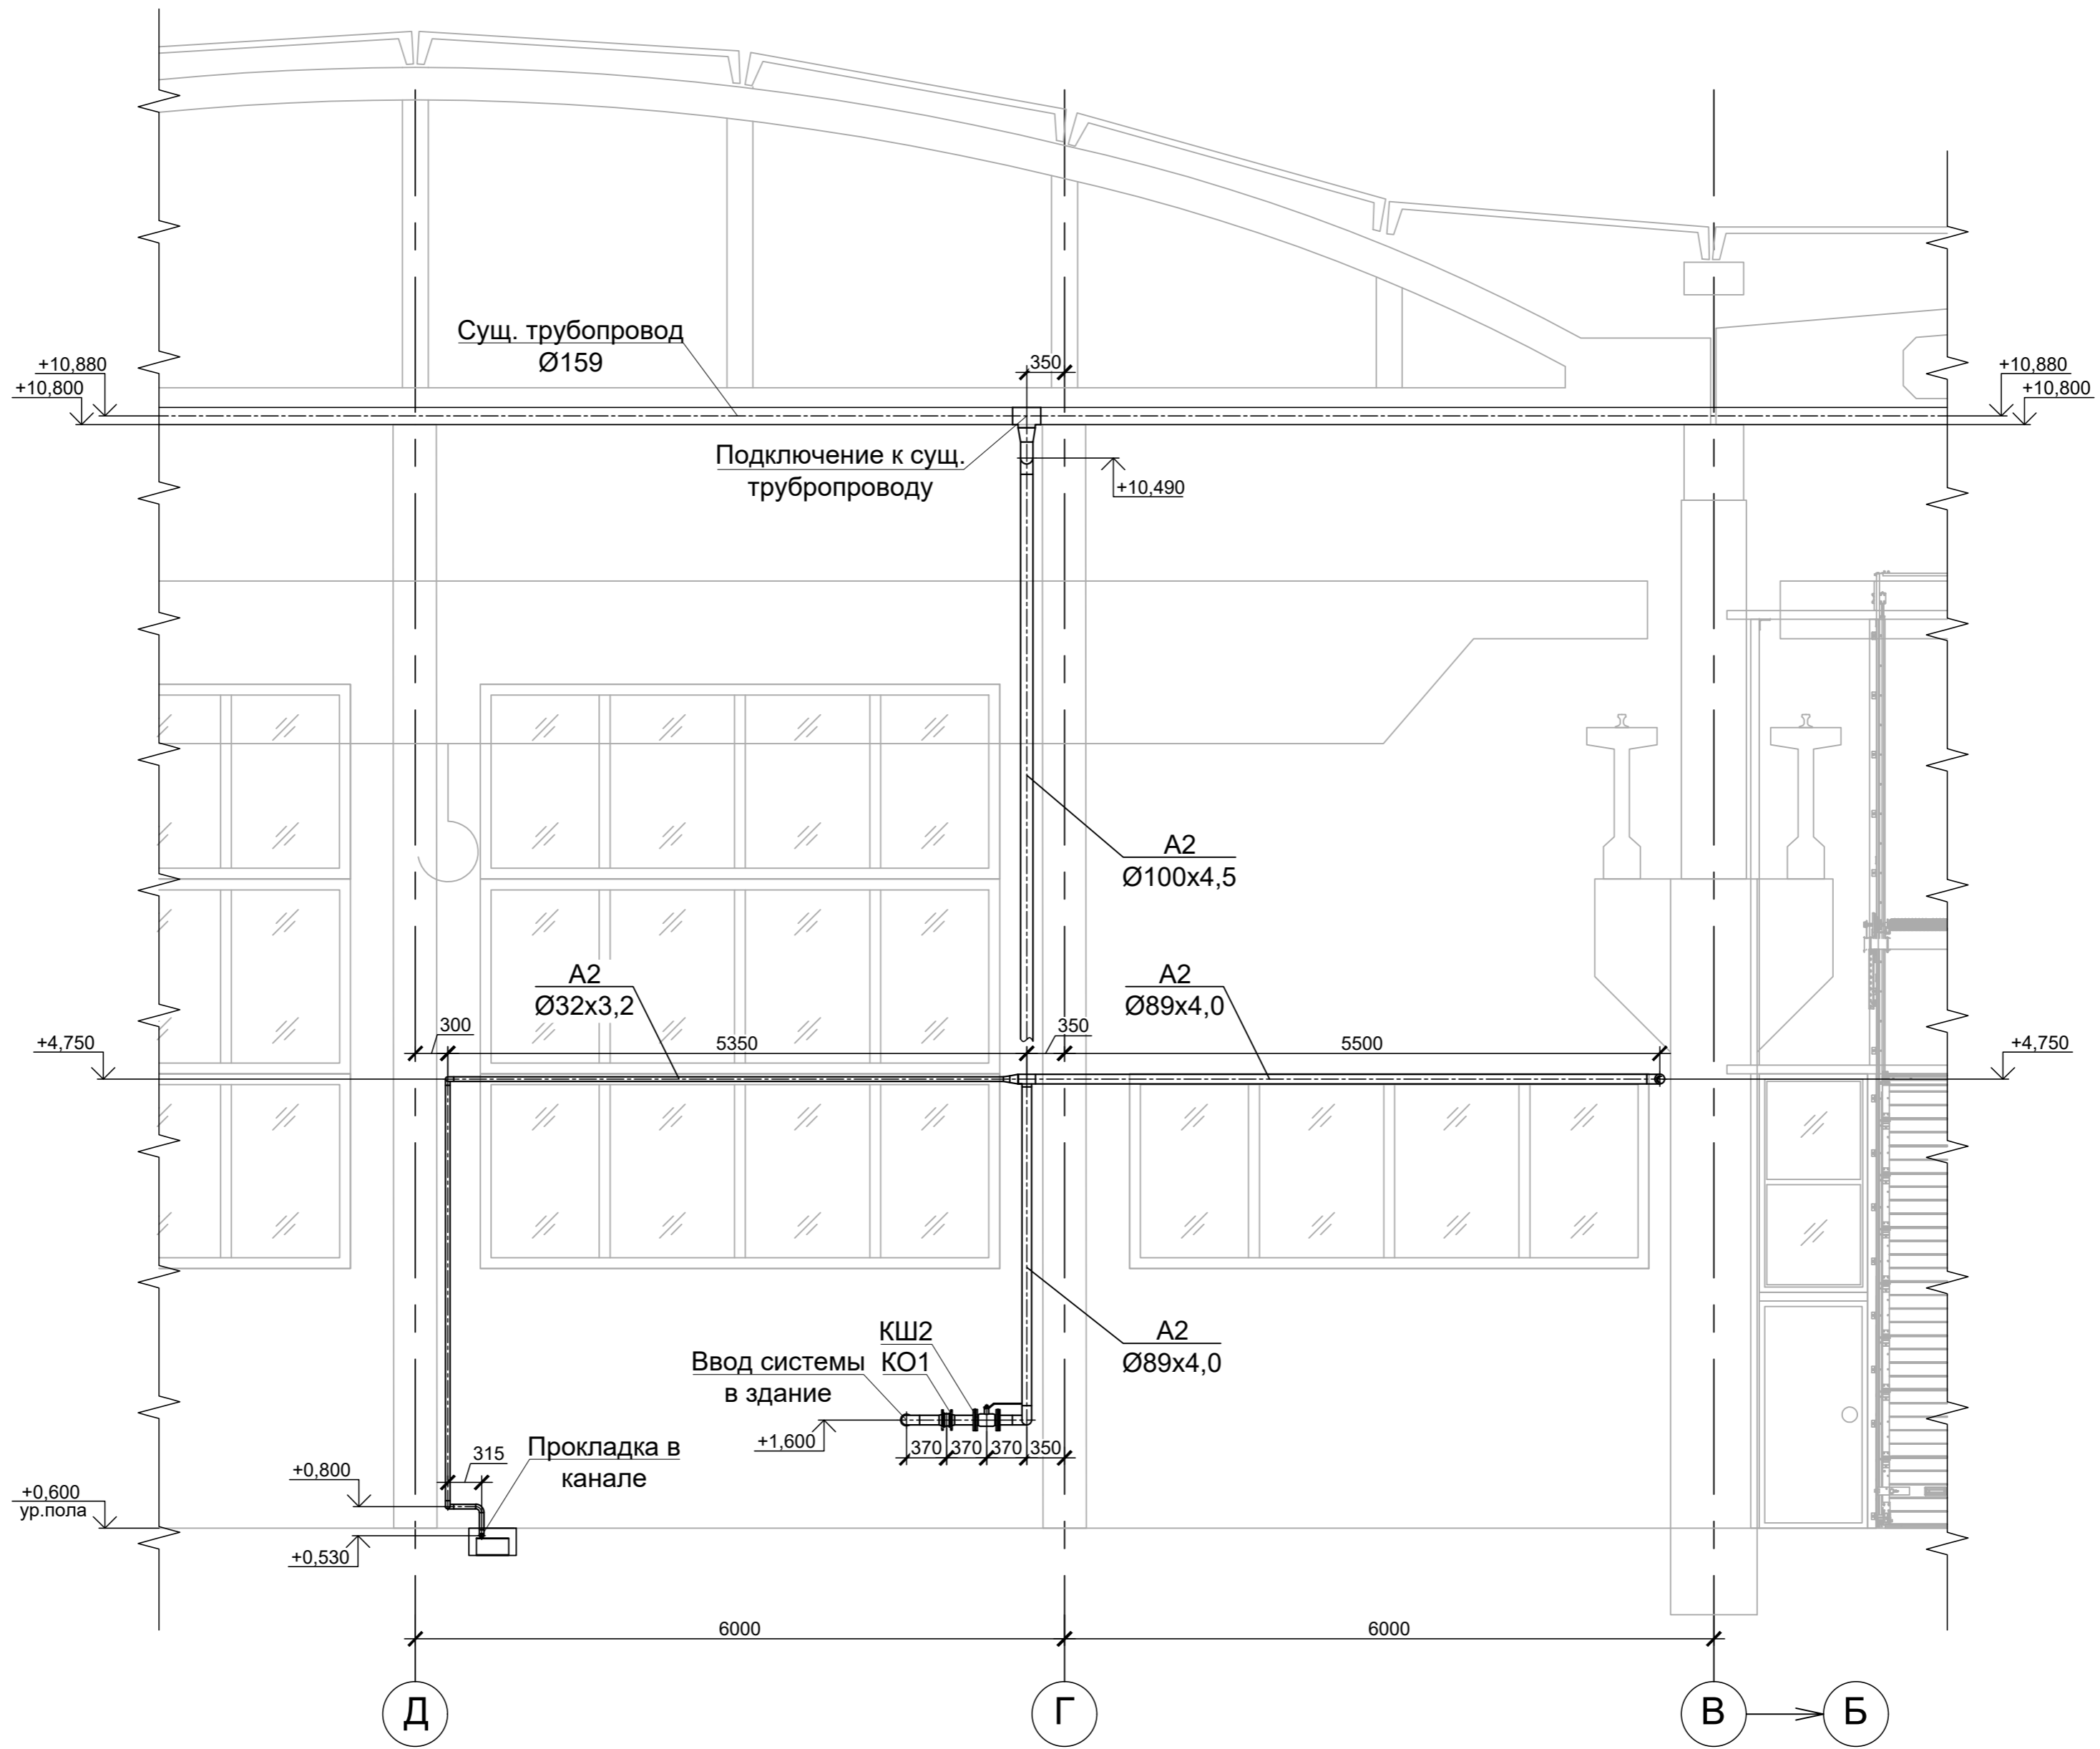 Сущ. трубопровод
Ø159
350
+10,880
+10,800
+10,880
+10,800
Подключение к сущ.
трубропроводу
+10,490
А2
Ø100х4,5
А2
Ø32х3,2
А2
Ø89х4,0
300
5350
350
5500
+4,750
+4,750
КШ2
КО1
Ввод системы
в здание
А2
Ø89х4,0
+1,600
370
370
370
350
Прокладка в
канале
315
+0,800
+0,600
ур.пола
+0,530
6000
6000
Д
Г
В
Б